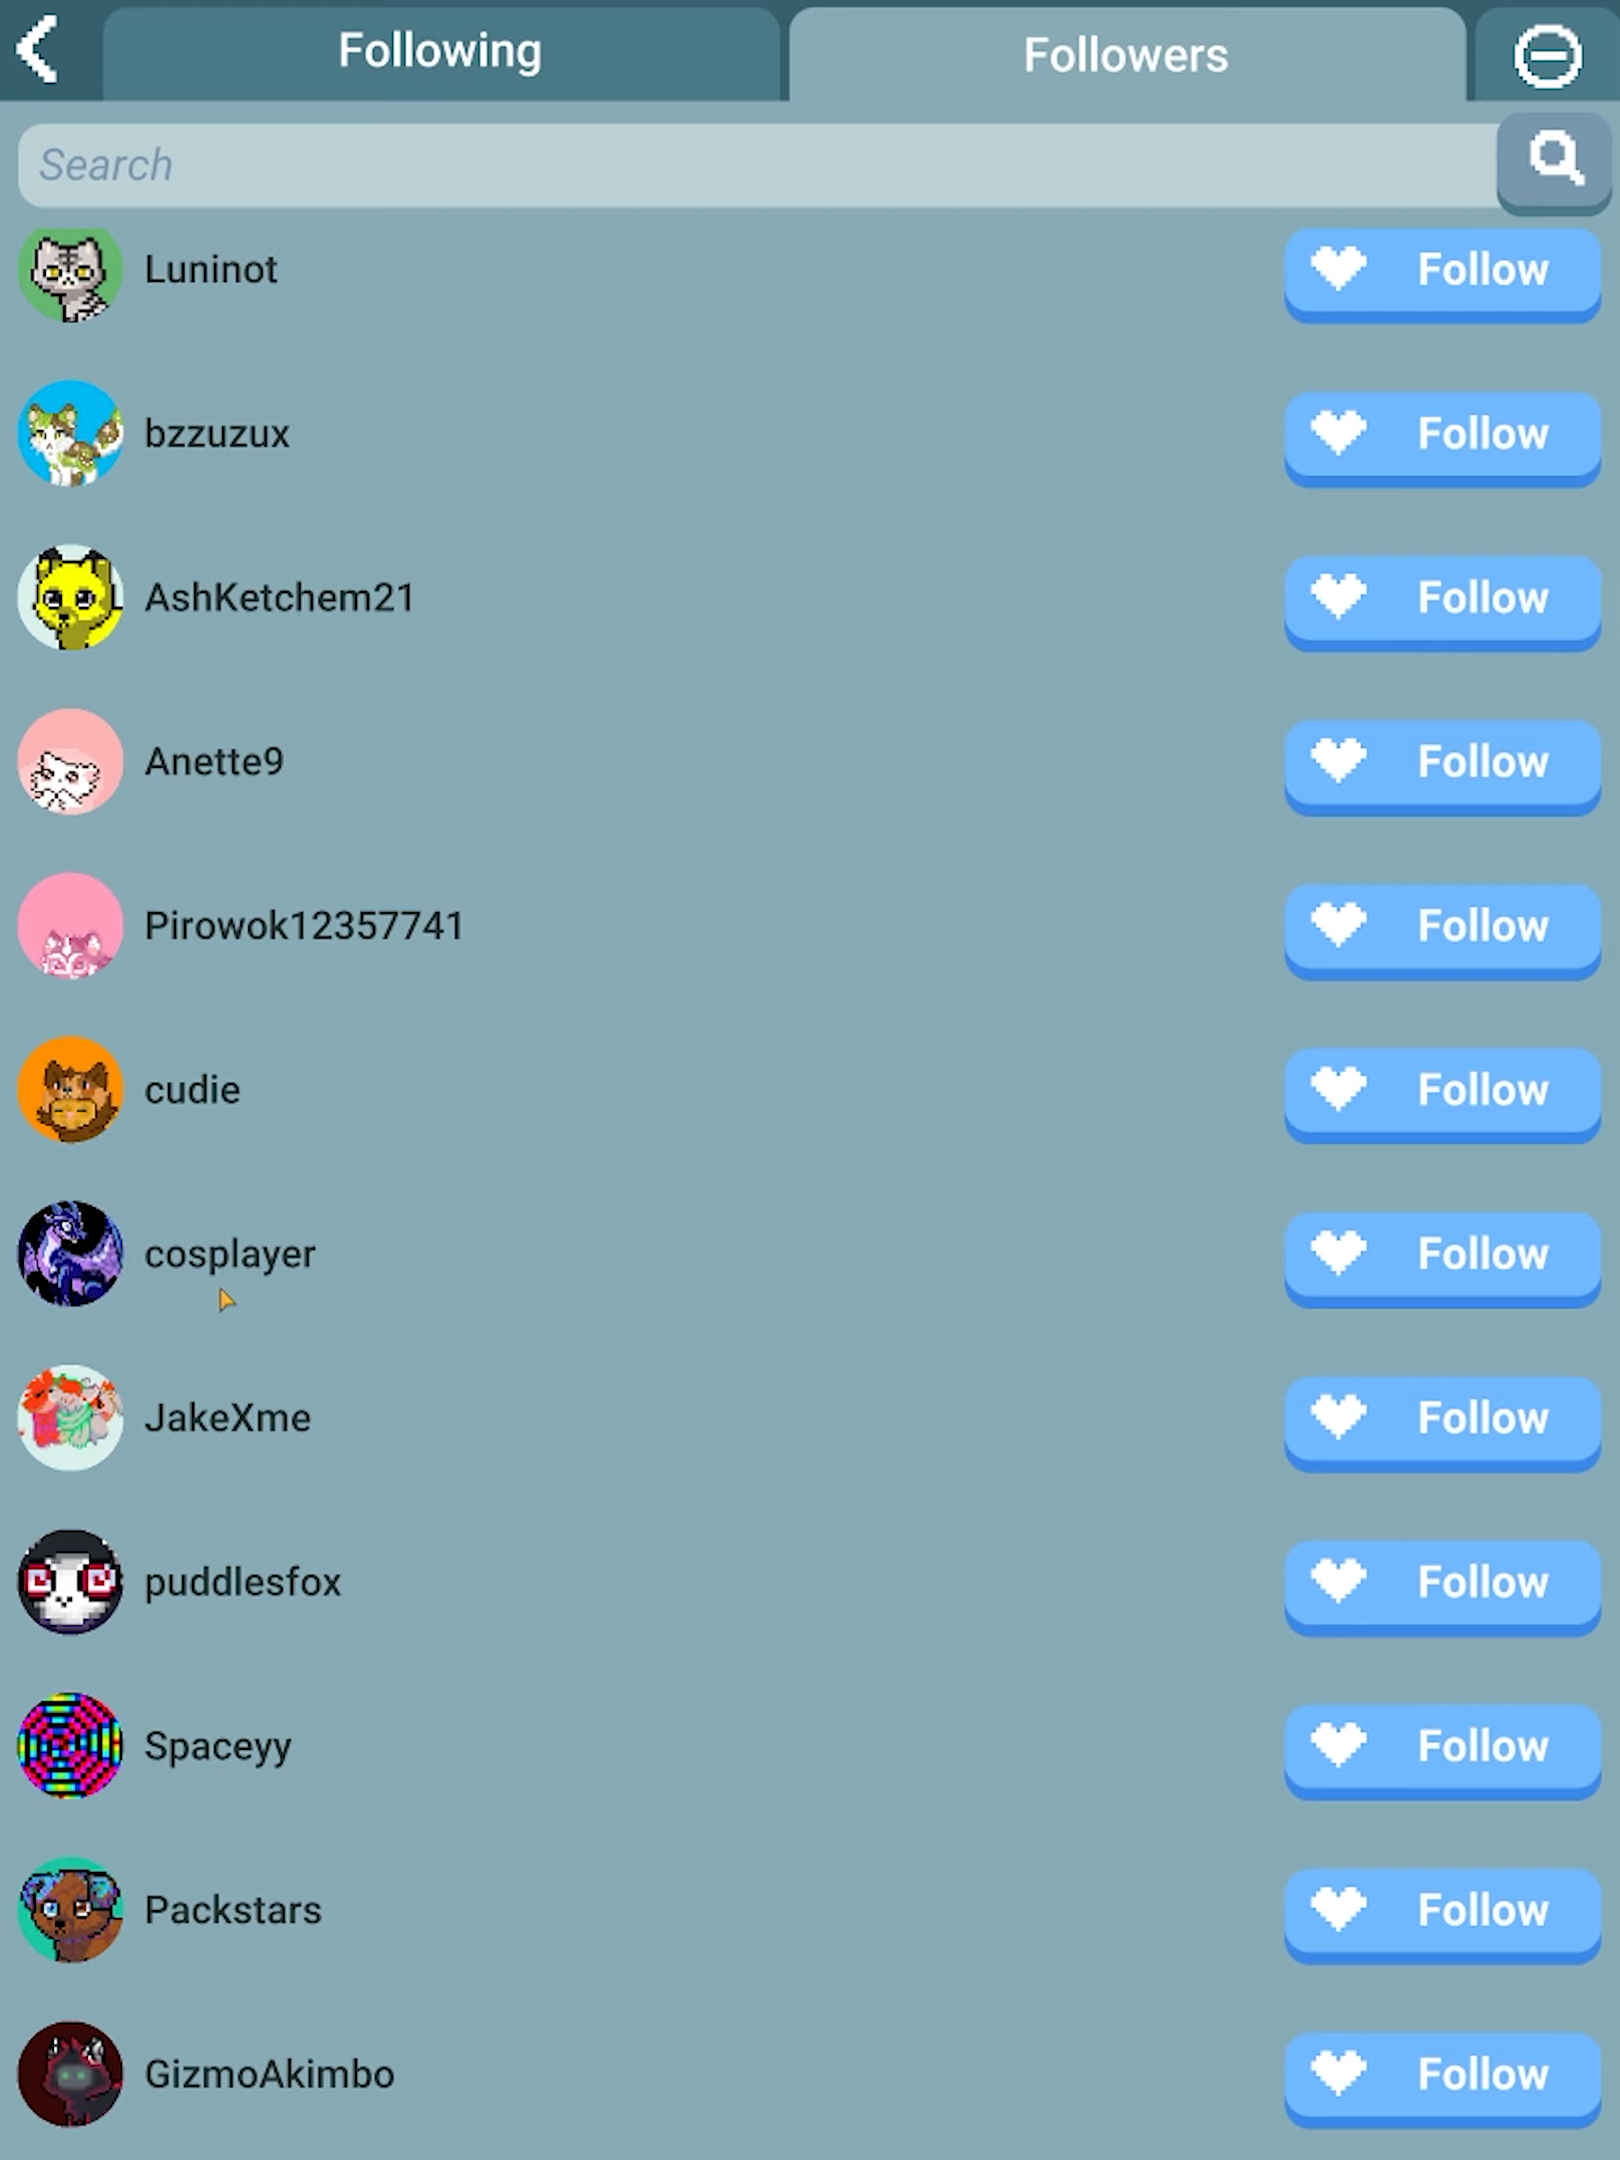 Following Followers
Search
Luninot Follow
bzzuzux Follow
AshKetchem21 Follow
Anette9 Follow
Pirowok12357741 Follow
cudie Follow
cosplayer Follow
JakeXme Follow
puddlesfox Follow
Spaceyy Follow
Packstars Follow
GizmoAkimbo Follow